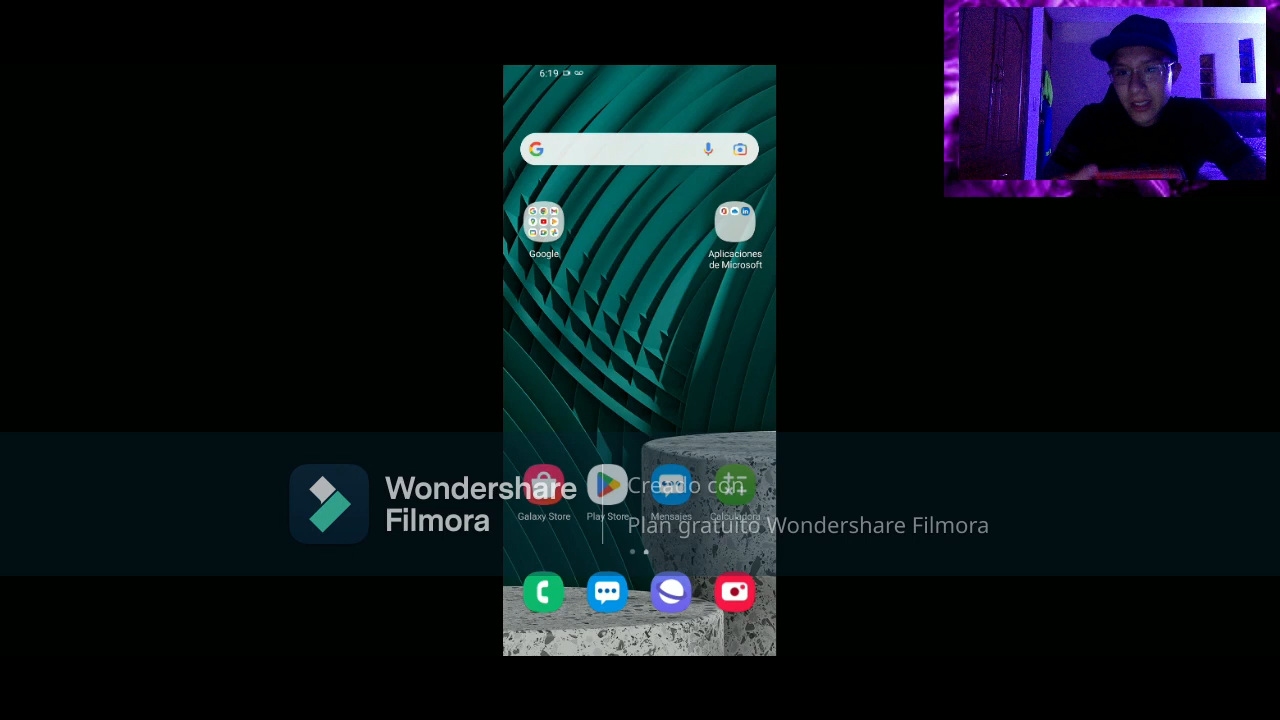 6:19
Google
Aplicaciones
de Microsoft
Wondershare
Filmora
Creado con
Plan gratuito Wondershare Filmora
Galaxy Store
Play Store
Mensajes
Calculadora